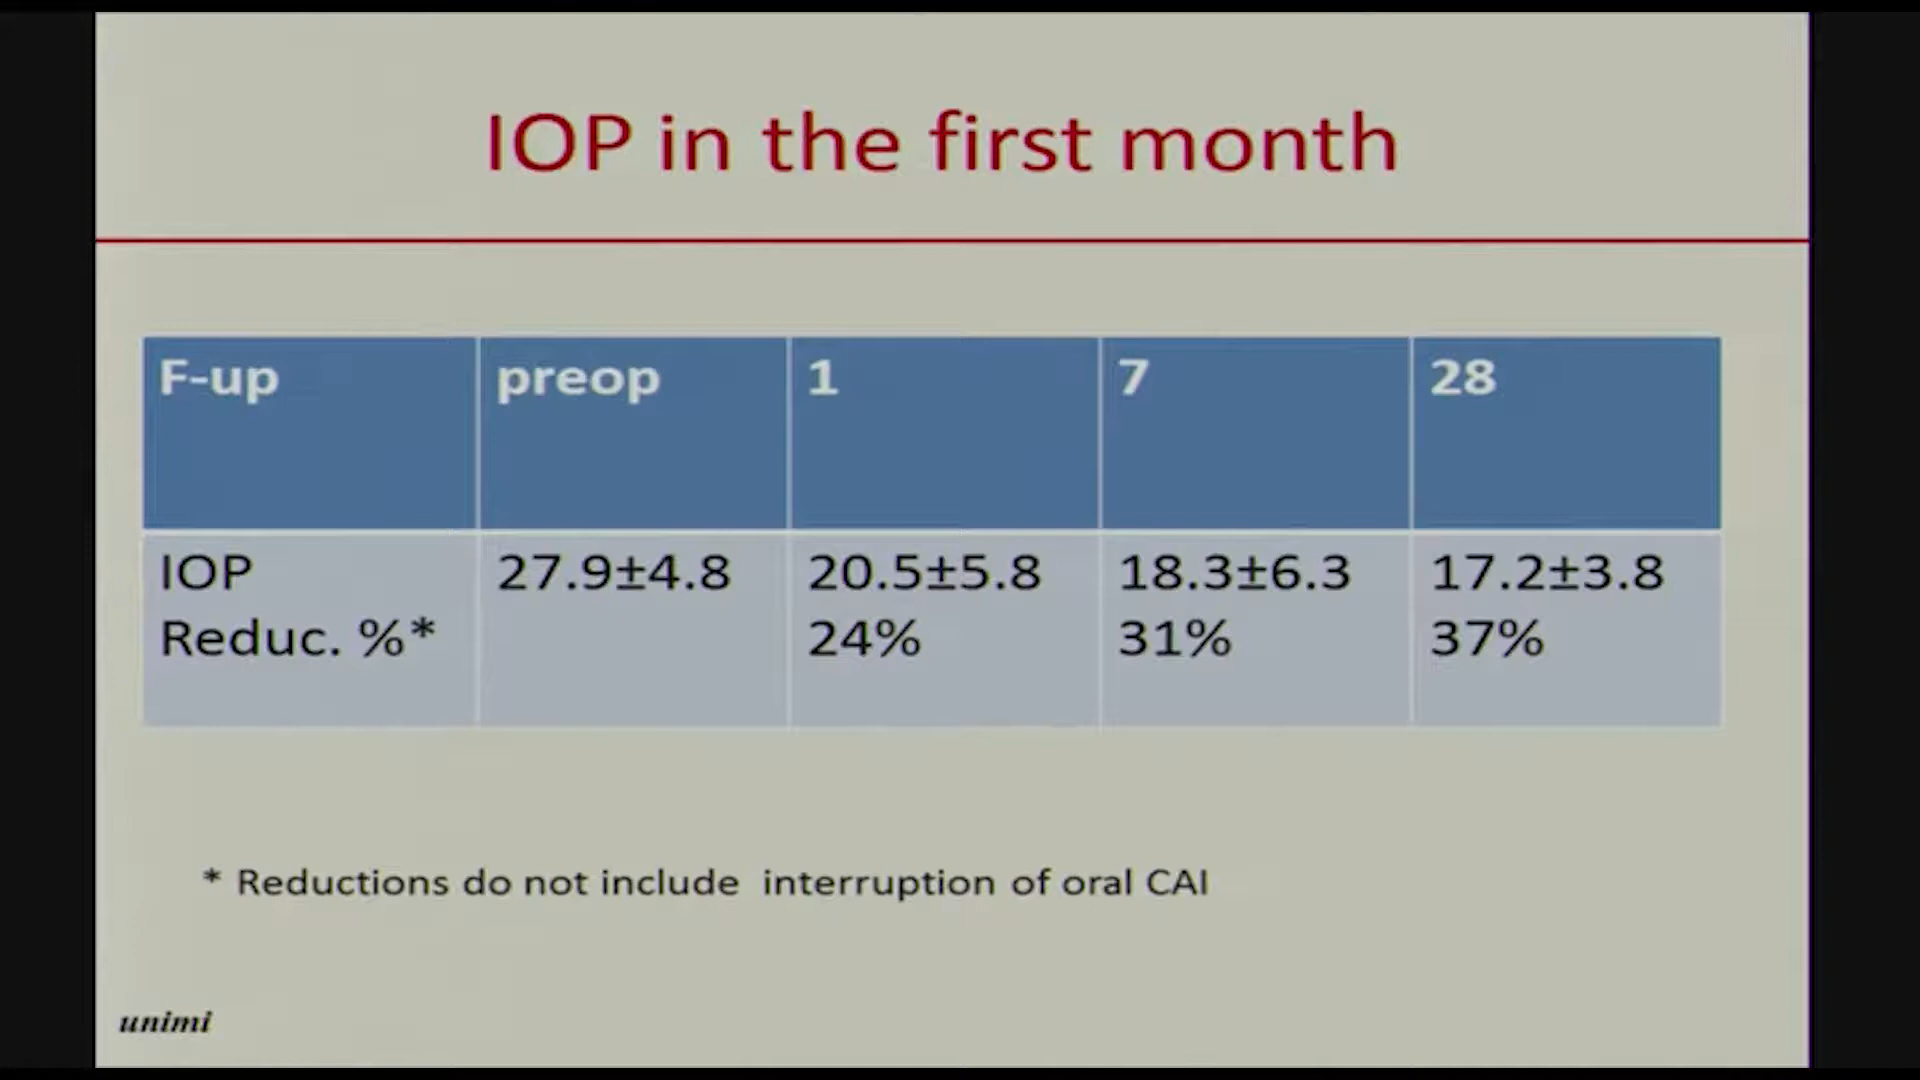 IOP in the first month
F-up preop 1 7 28
IOP 27.9±4.8 20.5±5.8 18.3±6.3 17.2±3.8
Reduc. %* 24% 31% 37%
* Reductions do not include interruption of oral CAI
unimi